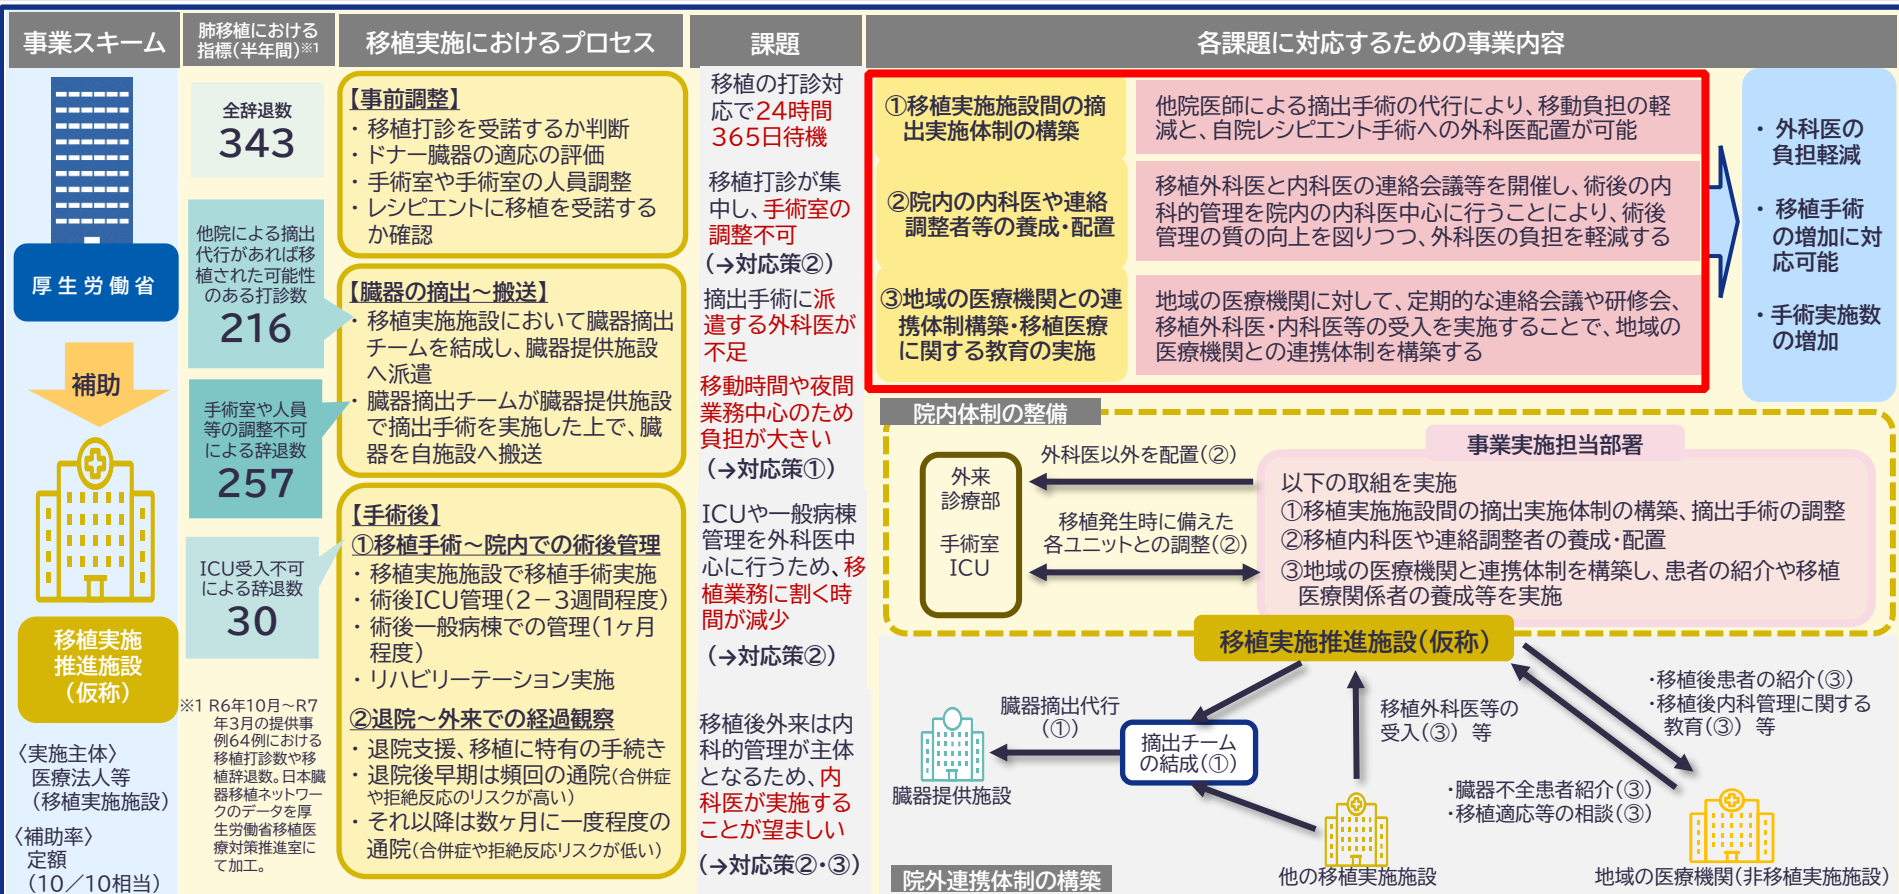 事業スキーム
厚生労働省
補助
移植実施
推進施設
（仮称）
〈実施主体〉
医療法人等
（移植実施施設）
〈補助率〉
定額
（10／10相当）
肺移植における
指標（半年間）※1
全辞退数
343
他院による摘出
代行があれば移
植された可能性
のある打診数
216
手術室や人員
等の調整不可
による辞退数
257
ICU受入不可
による辞退数
30
※1 R6年10月～R7
年3月の提供事
例64例における
移植打診数や移
植辞退数。日本臓
器移植ネットワー
クのデータを厚
生労働省移植医
療対策推進室に
て加工。
移植実施におけるプロセス
【事前調整】
・ 移植打診を受諾するか判断
・ ドナー臓器の適応の評価
・ 手術室や手術室の人員調整
・ レシピエントに移植を受諾する
か確認
【臓器の摘出～搬送】
・ 移植実施施設において臓器摘出
チームを結成し、臓器提供施設
へ派遣
・ 臓器摘出チームが臓器提供施設
で摘出手術を実施した上で、臓
器を自施設へ搬送
【手術後】
①移植手術～院内での術後管理
・ 移植実施施設で移植手術実施
・ 術後ICU管理（2－3週間程度）
・ 術後一般病棟での管理（1ヶ月
程度）
・ リハビリーテーション実施
②退院～外来での経過観察
・ 退院支援、移植に特有の手続き
・ 退院後早期は頻回の通院（合併症
や拒絶反応のリスクが高い）
・ それ以降は数ヶ月に一度程度の
通院（合併症や拒絶反応リスクが低い）
課題
移植の打診対
応で24時間
365日待機
移植打診が集
中し、手術室の
調整不可
（→対応策②）
摘出手術に派
遣する外科医が
不足
移動時間や夜間
業務中心のため
負担が大きい
（→対応策①）
ICUや一般病棟
管理を外科医中
心に行うため、移
植業務に割く時
間が減少
（→対応策②）
移植後外来は内
科的管理が主体
となるため、内
科医が実施する
ことが望ましい
（→対応策②・③）
各課題に対応するための事業内容
①移植実施施設間の摘
出実施体制の構築
他院医師による摘出手術の代行により、移動負担の軽
減と、自院レシピエント手術への外科医配置が可能
②院内の内科医や連絡
調整者等の養成・配置
移植外科医と内科医の連絡会議等を開催し、術後の内
科的管理を院内の内科医中心に行うことにより、術後
管理の質の向上を図りつつ、外科医の負担を軽減する
③地域の医療機関との連
携体制構築・移植医療
に関する教育の実施
地域の医療機関に対して、定期的な連絡会議や研修会、
移植外科医・内科医等の受入を実施することで、地域の
医療機関との連携体制を構築する
・ 外科医の
負担軽減
・ 移植手術
の増加に対
応可能
・ 手術実施数
の増加
院内体制の整備
外来
診療部
手術室
ICU
外科医以外を配置（②）
移植発生時に備えた
各ユニットとの調整（②）
事業実施担当部署
以下の取組を実施
①移植実施施設間の摘出実施体制の構築、摘出手術の調整
②移植内科医や連絡調整者の養成・配置
③地域の医療機関と連携体制を構築し、患者の紹介や移植
医療関係者の養成等を実施
移植実施推進施設（仮称）
臓器摘出代行
（①）
摘出チーム
の結成（①）
臓器提供施設
移植外科医等の
受入（③） 等
・移植後患者の紹介（③）
・移植後内科管理に関する
教育（③） 等
・臓器不全患者紹介（③）
・移植適応等の相談（③）
他の移植実施施設
地域の医療機関（非移植実施施設）
院外連携体制の構築